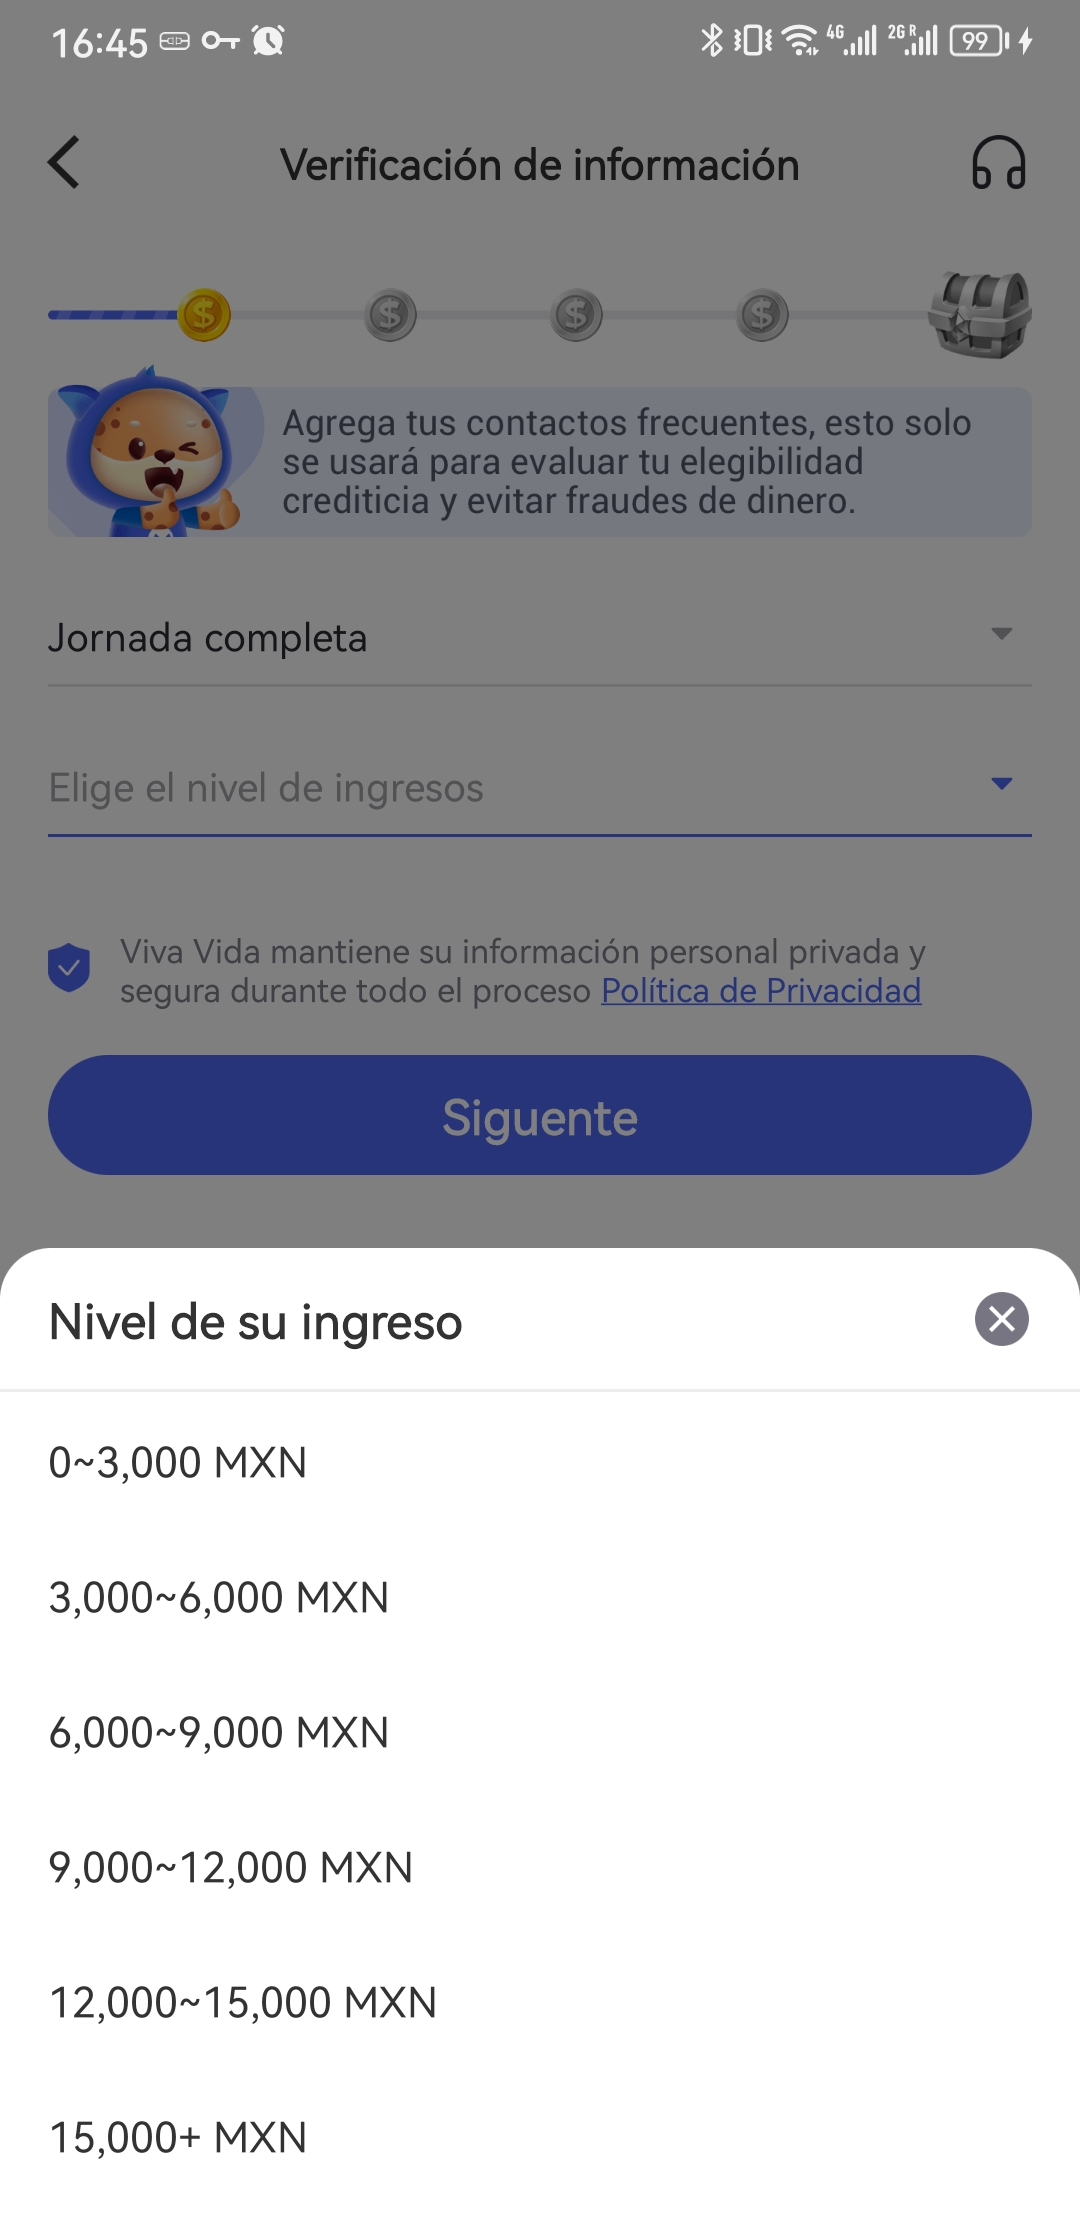 16:45
4G 2G R 99
Verificación de información
Agrega tus contactos frecuentes, esto solo
se usará para evaluar tu elegibilidad
crediticia y evitar fraudes de dinero.
Jornada completa
Elige el nivel de ingresos
Viva Vida mantiene su información personal privada y
segura durante todo el proceso Política de Privacidad
Siguente
Nivel de su ingreso
0~3,000 MXN
3,000~6,000 MXN
6,000~9,000 MXN
9,000~12,000 MXN
12,000~15,000 MXN
15,000+ MXN